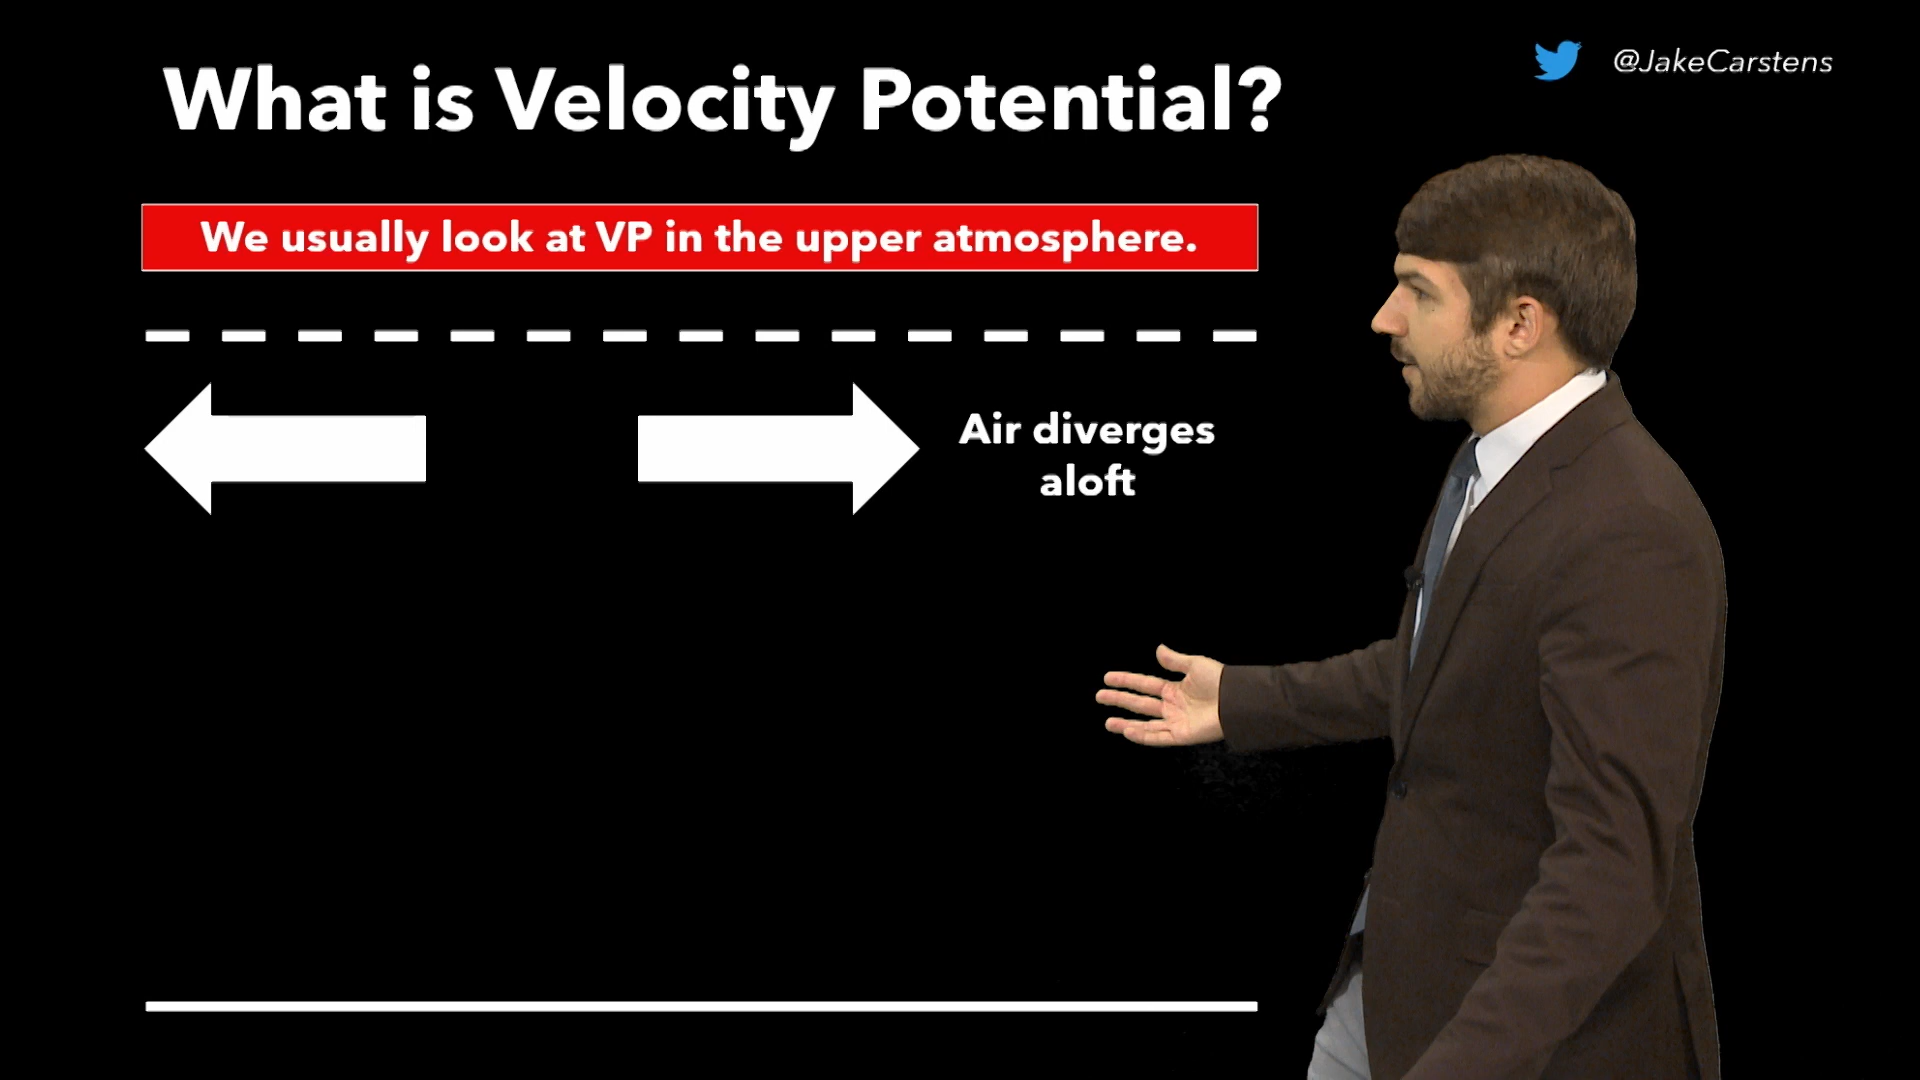 What is Velocity Potential?
@JakeCarstens
We usually look at VP in the upper atmosphere.
Air diverges
aloft